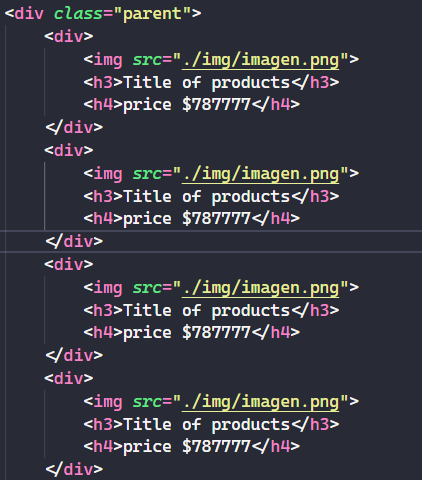 <div class="parent">
    <div>
        <img src="./img/imagen.png">
        <h3>Title of products</h3>
        <h4>price $787777</h4>
    </div>
    <div>
        <img src="./img/imagen.png">
        <h3>Title of products</h3>
        <h4>price $787777</h4>
    </div>
    <div>
        <img src="./img/imagen.png">
        <h3>Title of products</h3>
        <h4>price $787777</h4>
    </div>
    <div>
        <img src="./img/imagen.png">
        <h3>Title of products</h3>
        <h4>price $787777</h4>
    </div>